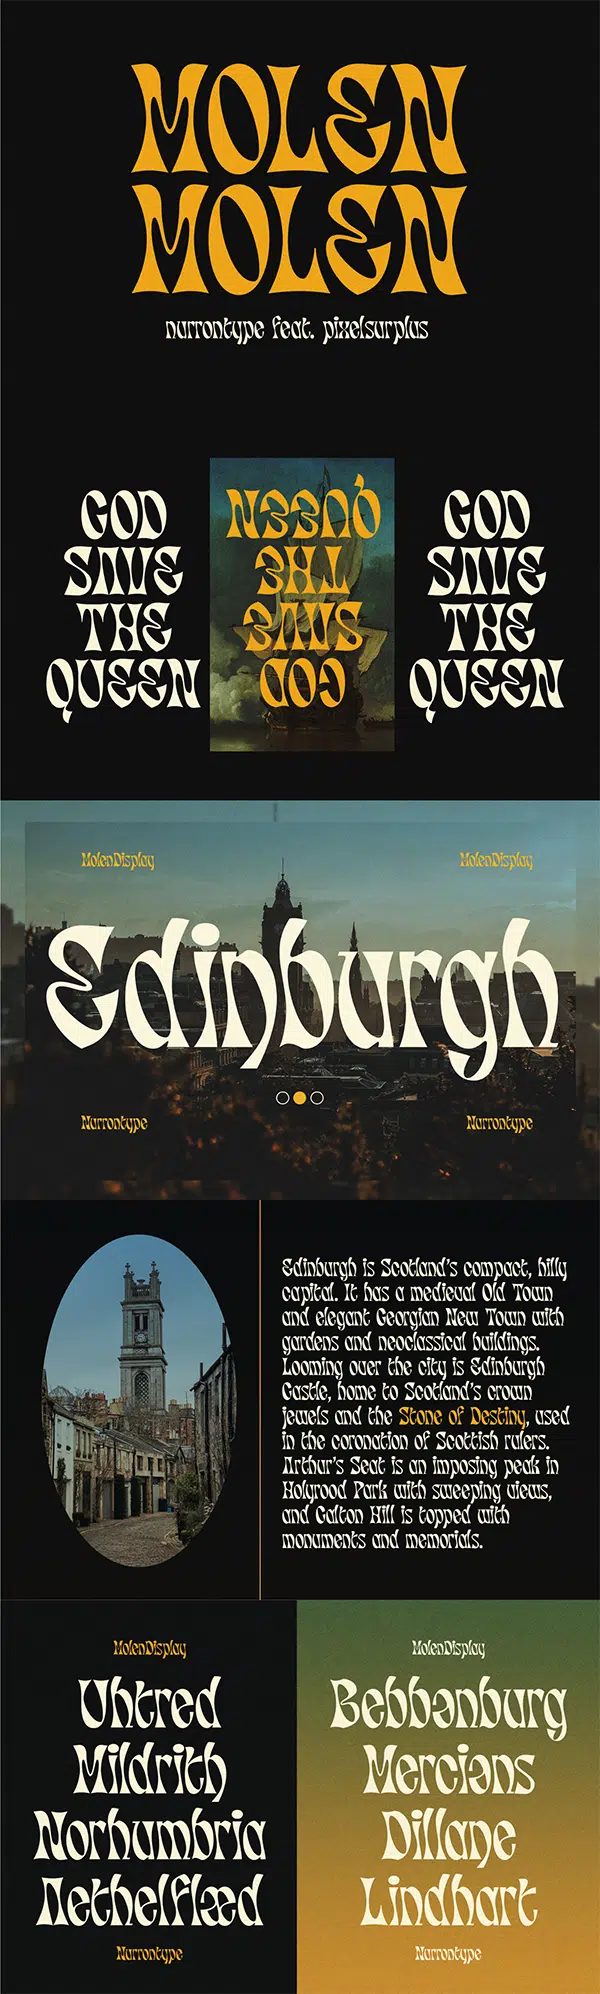 MOLEN
MOLEN
nurrontype feat. pixelsurplus
GOD
SAVE
THE
QUEEN
GOD
SAVE
THE
QUEEN
GOD
SAVE
THE
QUEEN
MolenDisplay
MolenDisplay
Edinburgh
Nurrontype
Nurrontype
Edinburgh is Scotland's compact, hilly
capital. It has a medieval Old Town
and elegant Georgian New Town with
gardens and neoclassical buildings.
Looming over the city is Edinburgh
Castle, home to Scotland's crown
jewels and the Stone of Destiny, used
in the coronation of Scottish rulers.
Arthur's Seat is an imposing peak in
Holyrood Park with sweeping views,
and Calton Hill is topped with
monuments and memorials.
MolenDisplay
Uhtred
Mildrith
Norhumbria
Aethelflæd
Nurrontype
MolenDisplay
Bebbanburg
Mercians
Dillane
Lindhart
Nurrontype